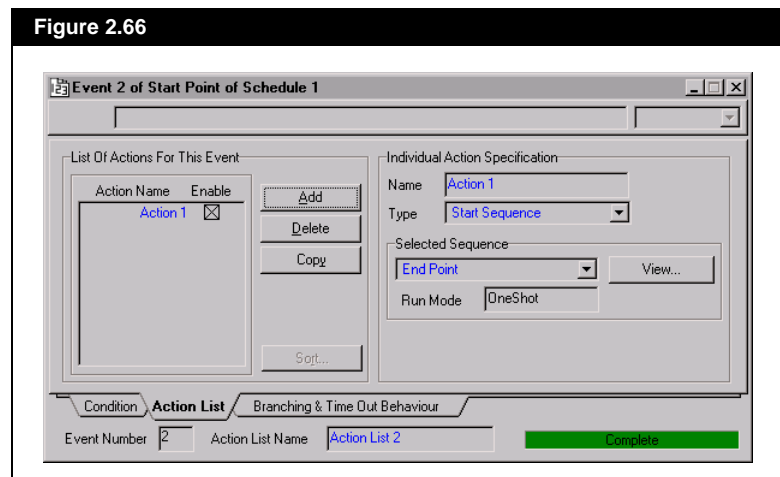 Figure 2.66
Event 2 of Start Point of Schedule 1
List Of Actions For This Event
Action Name Enable
Action 1
Add
Delete
Copy
Sort...
Individual Action Specification
Name Action 1
Type Start Sequence
Selected Sequence
End Point View...
Run Mode OneShot
Condition Action List Branching & Time Out Behaviour
Event Number 2 Action List Name Action List 2 Complete